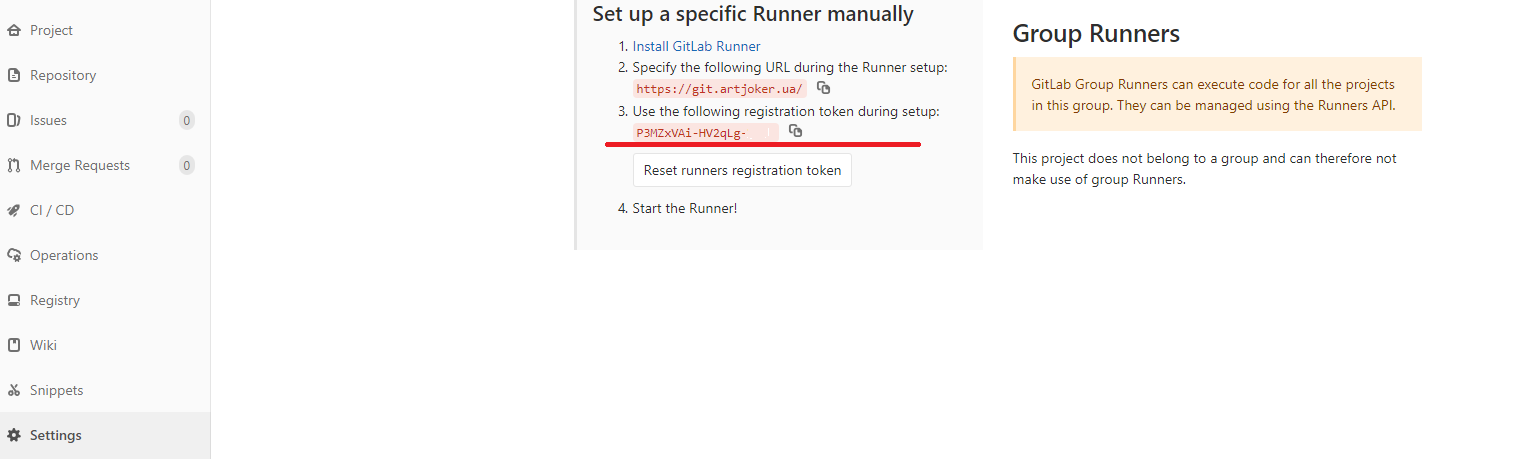 Project
Repository
Issues 0
Merge Requests 0
CI / CD
Operations
Registry
Wiki
Snippets
Settings
Set up a specific Runner manually
1. Install GitLab Runner
2. Specify the following URL during the Runner setup:
https://git.artjoker.ua/
3. Use the following registration token during setup:
P3MZxVAi-HV2qLg-
Reset runners registration token
4. Start the Runner!
Group Runners
GitLab Group Runners can execute code for all the projects
in this group. They can be managed using the Runners API.
This project does not belong to a group and can therefore not
make use of group Runners.